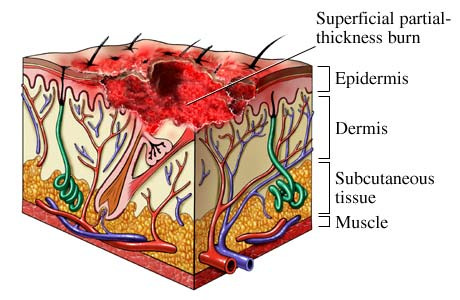 Superficial partial-
thickness burn
Epidermis
Dermis
Subcutaneous
tissue
Muscle